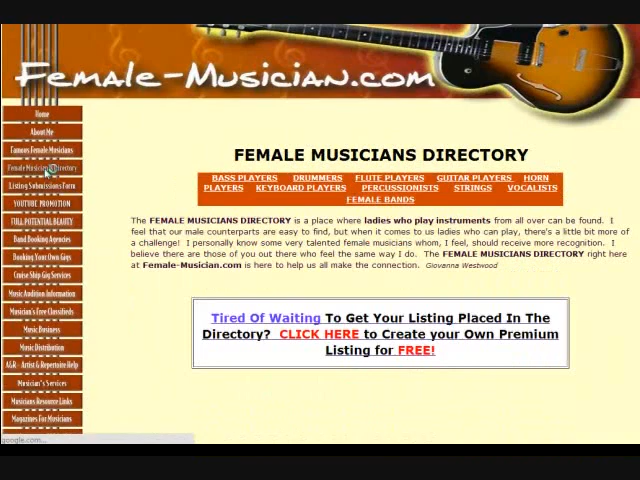 Female-Musician.com
Home
About Me
Famous Female Musicians
Female Musicians Directory
Listing Submissions Form
YOUTUBE PROMOTION
FULL POTENTIAL BEAUTY
Band Booking Agencies
Booking Your Own Gigs
Cruise Ship Gig Services
Music Audition Information
Musician's Free Classifieds
Music Business
Music Distribution
A&R - Artist & Repertoire Help
Musician's Services
Musicians Resource Links
Magazines For Musicians
FEMALE MUSICIANS DIRECTORY
BASS PLAYERS DRUMMERS FLUTE PLAYERS GUITAR PLAYERS HORN
PLAYERS KEYBOARD PLAYERS PERCUSSIONISTS STRINGS VOCALISTS
FEMALE BANDS
The FEMALE MUSICIANS DIRECTORY is a place where ladies who play instruments from all over can be found. I
feel that our male counterparts are easy to find, but when it comes to us ladies who can play, there's a little bit more of
a challenge! I personally know some very talented female musicians whom, I feel, should receive more recognition. I
believe there are those of you out there who feel the same way I do. The FEMALE MUSICIANS DIRECTORY right here
at Female-Musician.com is here to help us all make the connection. Giovanna Westwood
Tired Of Waiting To Get Your Listing Placed In The
Directory? CLICK HERE to Create your Own Premium
Listing for FREE!
google.com...